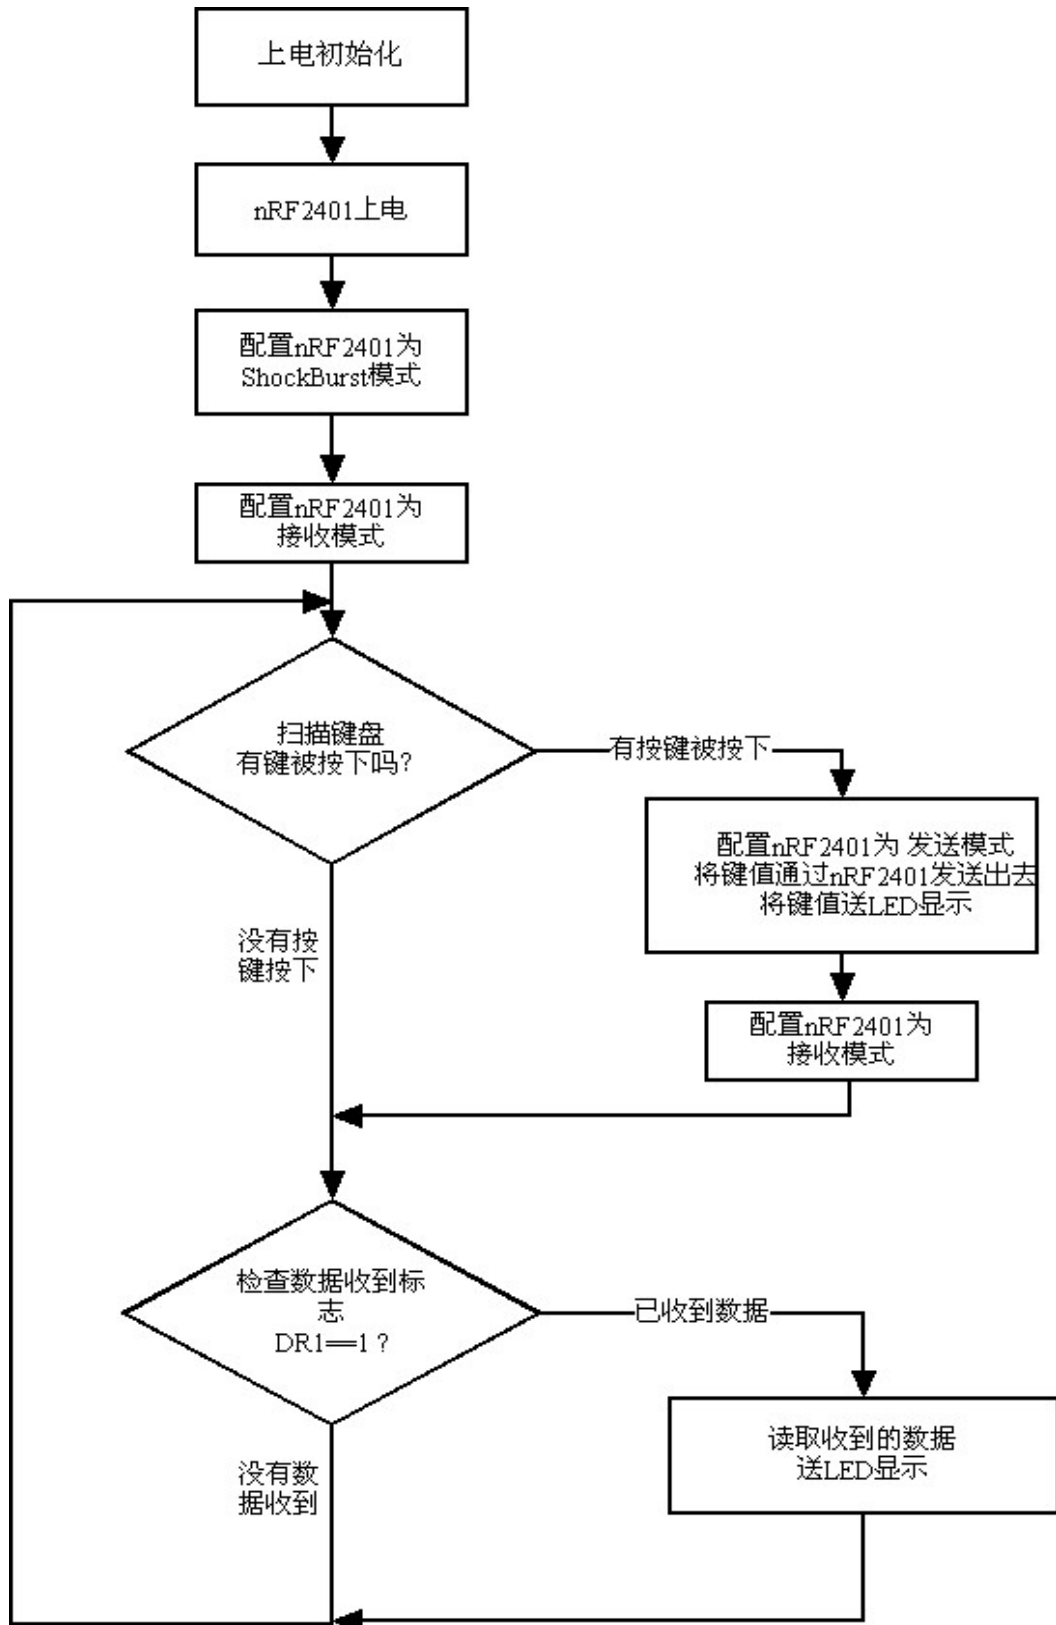 上电初始化
nRF2401上电
配置nRF2401为
ShockBurst模式
配置nRF2401为
接收模式
扫描键盘
有键被按下吗?
有按键被按下
配置nRF2401为 发送模式
将键值通过nRF2401发送出去
将键值送LED显示
没有按
键按下
配置nRF2401为
接收模式
检查数据收到标
志
DR1==1?
已收到数据
读取收到的数据
送LED显示
没有数
据收到